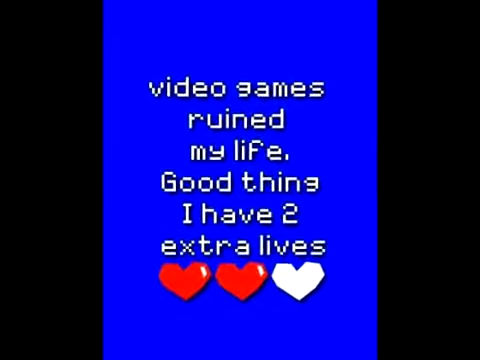 video games
ruined
my life.
Good thing
I have 2
extra lives